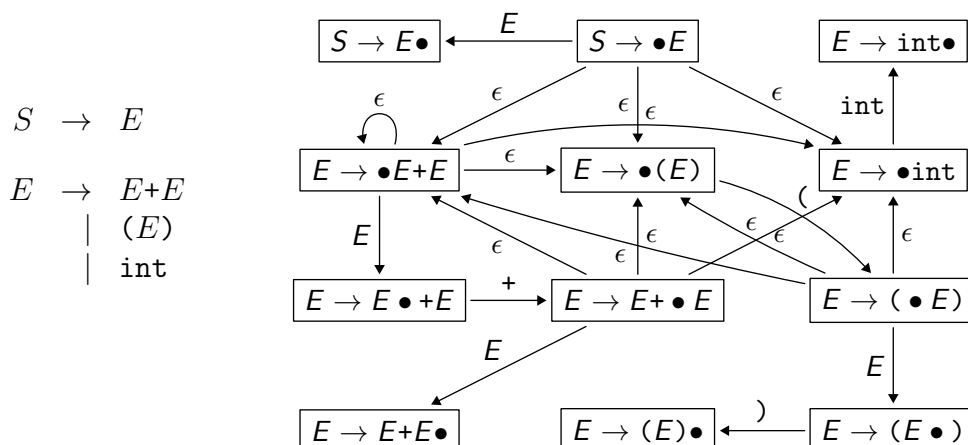 S → E
E → E+E
| (E)
| int
S → E●
E
S → ●E
E → int●
ϵ
ϵ
ϵ
ϵ
ϵ
int
E → ●E+E
ϵ
E → ●(E)
E → ●int
(
E
ϵ
ϵ
ϵ
ϵ
ϵ
E → E ● +E
+
E → E+ ● E
E → ( ● E)
E
E
E → E+E●
E → (E)●
)
E → (E ●)